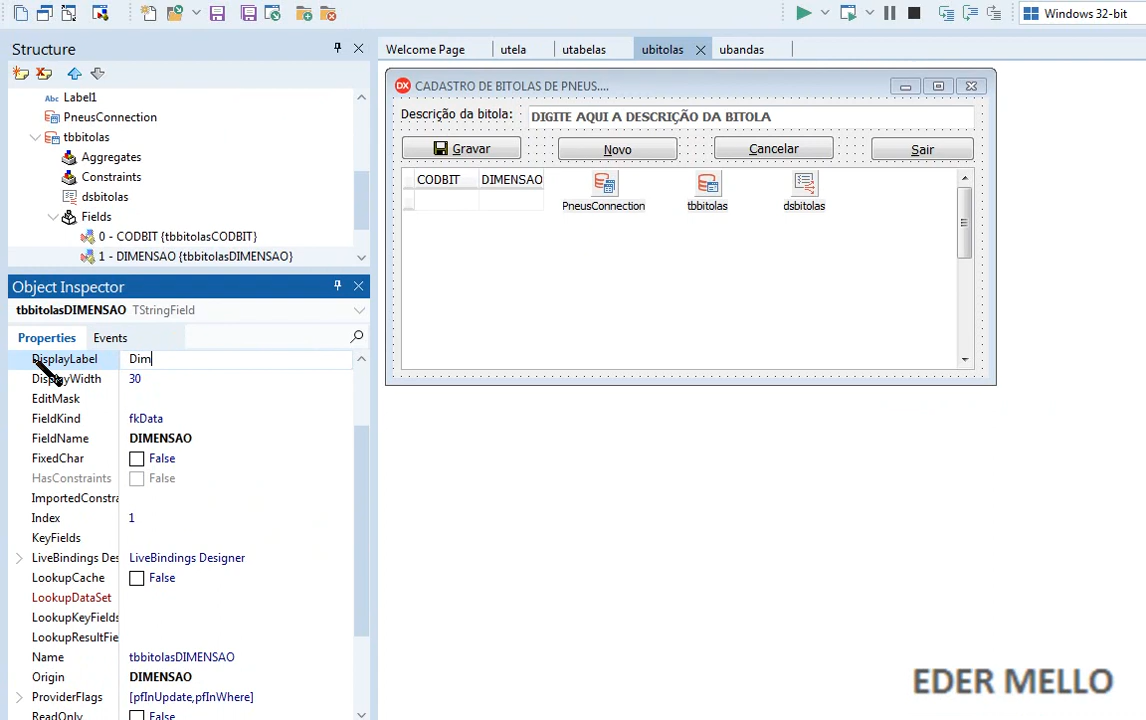 Windows 32-bit
Structure
Welcome Page
utela
utabelas
ubitolas
ubandas
Abc Label1
PneusConnection
tbbitolas
Aggregates
Constraints
dsbitolas
Fields
0 - CODBIT {tbbitolasCODBIT}
1 - DIMENSAO {tbbitolasDIMENSAO}
DX CADASTRO DE BITOLAS DE PNEUS....
Descrição da bitola:
DIGITE AQUI A DESCRIÇÃO DA BITOLA
Gravar
Novo
Cancelar
Sair
CODBIT
DIMENSAO
PneusConnection
tbbitolas
dsbitolas
Object Inspector
tbbitolasDIMENSAO TStringField
Properties
Events
DisplayLabel Dim
DisplayWidth 30
EditMask
FieldKind fkData
FieldName DIMENSAO
FixedChar False
HasConstraints False
ImportedConstra
Index 1
KeyFields
LiveBindings Des LiveBindings Designer
LookupCache False
LookupDataSet
LookupKeyFields
LookupResultFie
Name tbbitolasDIMENSAO
Origin DIMENSAO
ProviderFlags [pfInUpdate,pfInWhere]
ReadOnly False
EDER MELLO